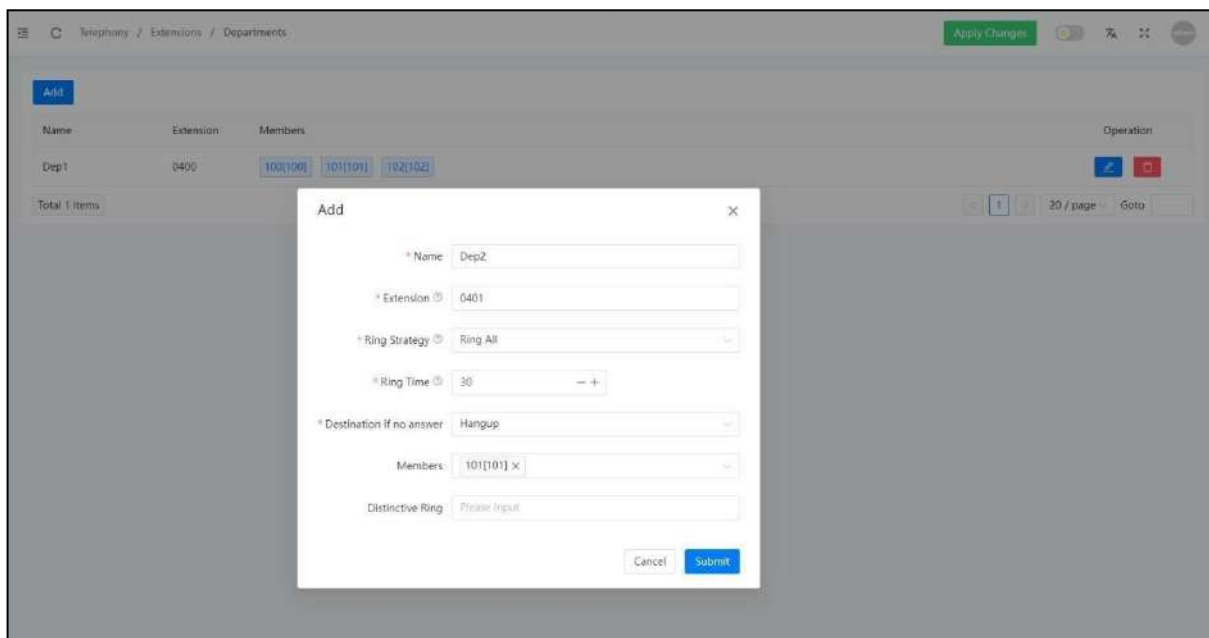 Telephony / Extensions / Departments
Apply Changes
Add
Name Extension Members Operation
Dep1 0400 100[100] 101[101] 102[102]
Total 1 Items 1 20 / page Goto
Add
* Name Dep2
* Extension 0401
* Ring Strategy Ring All
* Ring Time 30
* Destination if no answer Hangup
Members 101[101] ×
Distinctive Ring Please Input
Cancel Submit